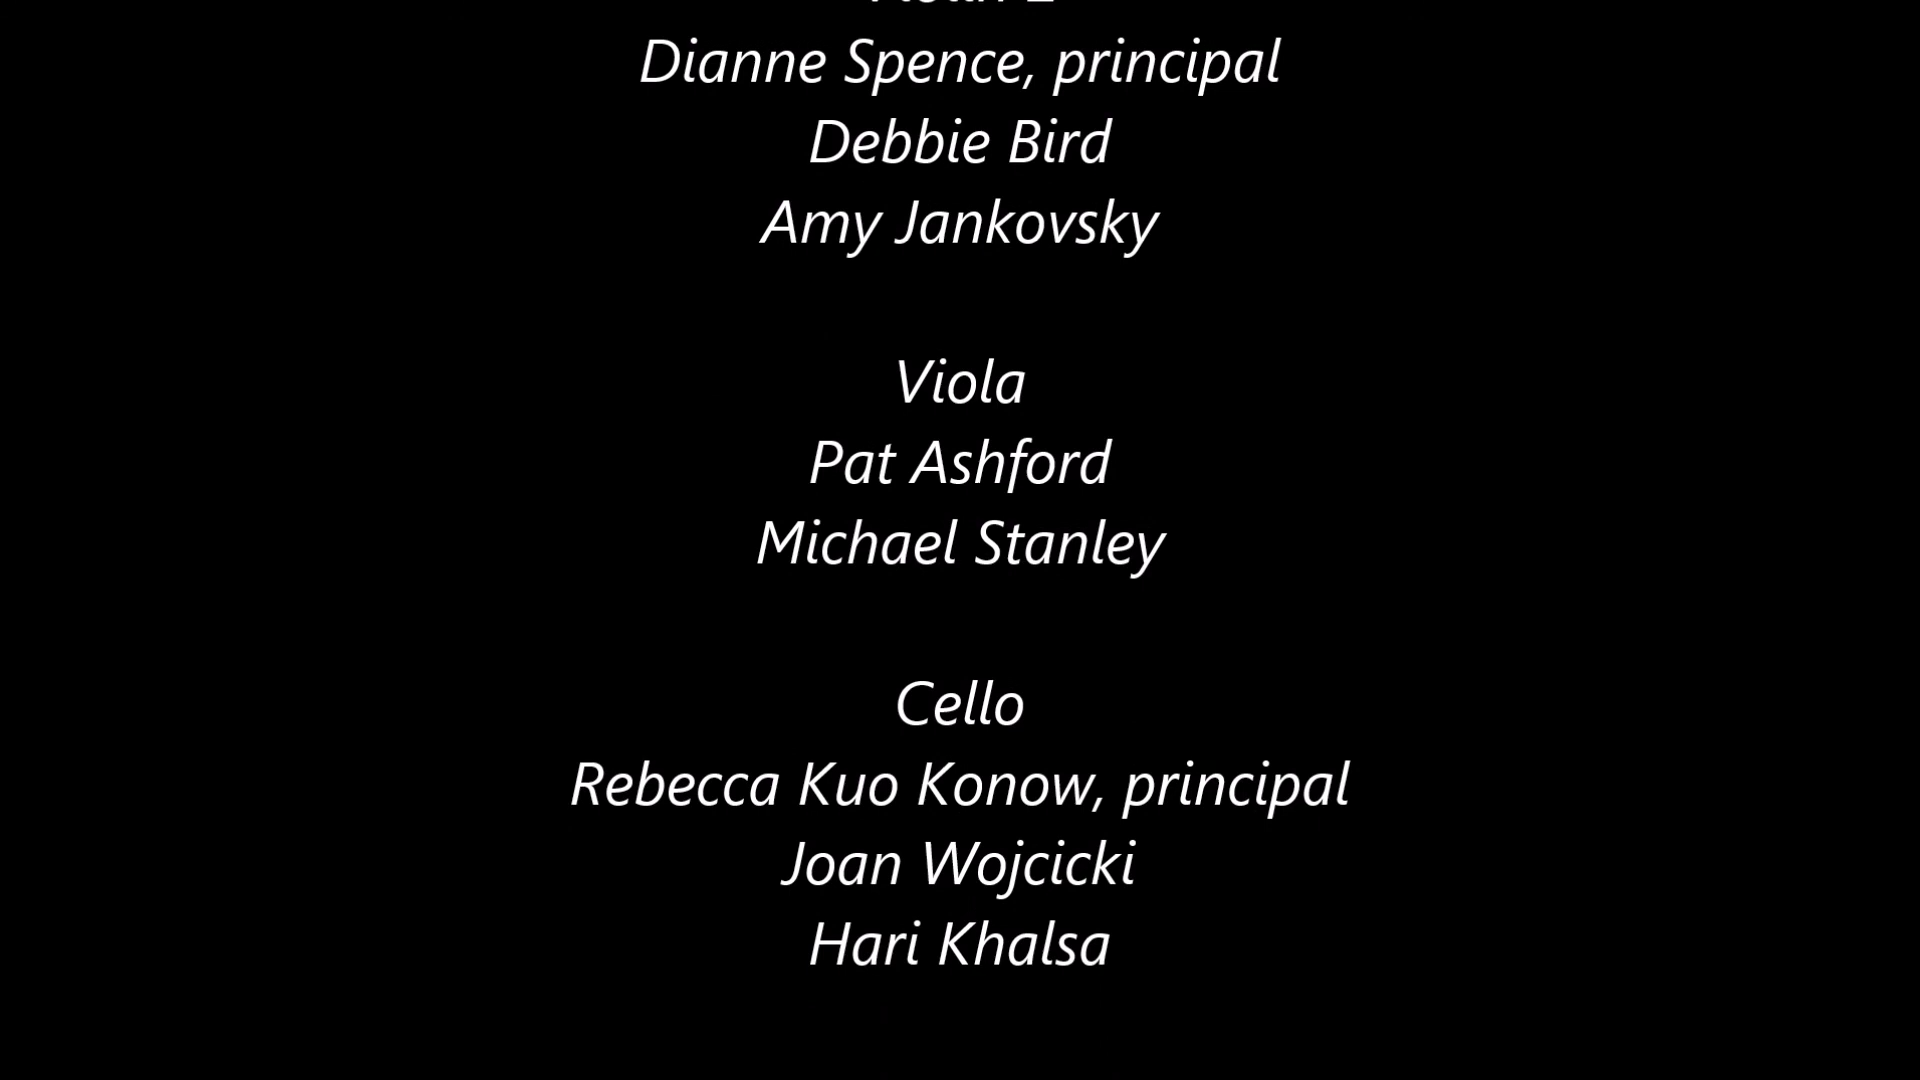 Dianne Spence, principal
Debbie Bird
Amy Jankovsky
Viola
Pat Ashford
Michael Stanley
Cello
Rebecca Kuo Konow, principal
Joan Wojcicki
Hari Khalsa